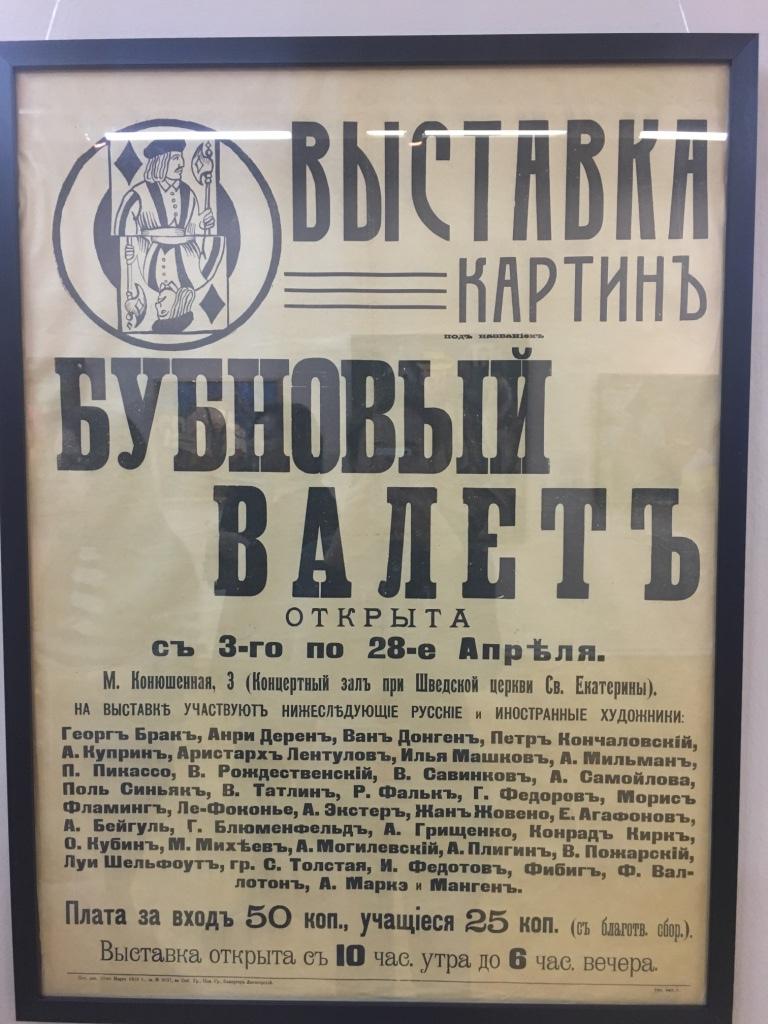 ВЫСТАВКА
КАРТИНЪ
ПОДЪ НАЗВАНІЕМЪ
БУБНОВЫЙ
ВАЛЕТЪ
ОТКРЫТА
съ 3-го по 28-е Апрѣля.
М. Конюшенная, 3 (Концертный залъ при Шведской церкви Св. Екатерины).
НА ВЫСТАВКѢ УЧАСТВУЮТЪ НИЖЕСЛѢДУЮЩІЕ РУССКІЕ и ИНОСТРАННЫЕ ХУДОЖНИКИ:
Георгъ Бракъ, Анри Деренъ, Ванъ Донгенъ, Петръ Кончаловскій,
А. Купринъ, Аристархъ Лентуловъ, Илья Машковъ, А. Мильманъ,
П. Пикассо, В. Рождественскій, В. Савинковъ, А. Самойлова,
Поль Синьякъ, В. Татлинъ, Р. Фалькъ, Г. Федоровъ, Морисъ
Фламингъ, Ле-Фоконье, А. Экстеръ, Жанъ Жовено, Е. Агафоновъ,
А. Бейгуль, Г. Блюменфельдъ, А. Грищенко, Конрадъ Киркъ,
О. Кубинъ, М. Михѣевъ, А. Могилевскій, А. Плигинъ, В. Пожарскій,
Луи Шельфоутъ, гр. С. Толстая, И. Федотовъ, Фибигъ, Ф. Вал-
лотонъ, А. Маркэ и Мангенъ.
Плата за входъ 50 коп., учащіеся 25 коп. (съ благотв. сбор.).
Выставка открыта съ 10 час. утра до 6 час. вечера.